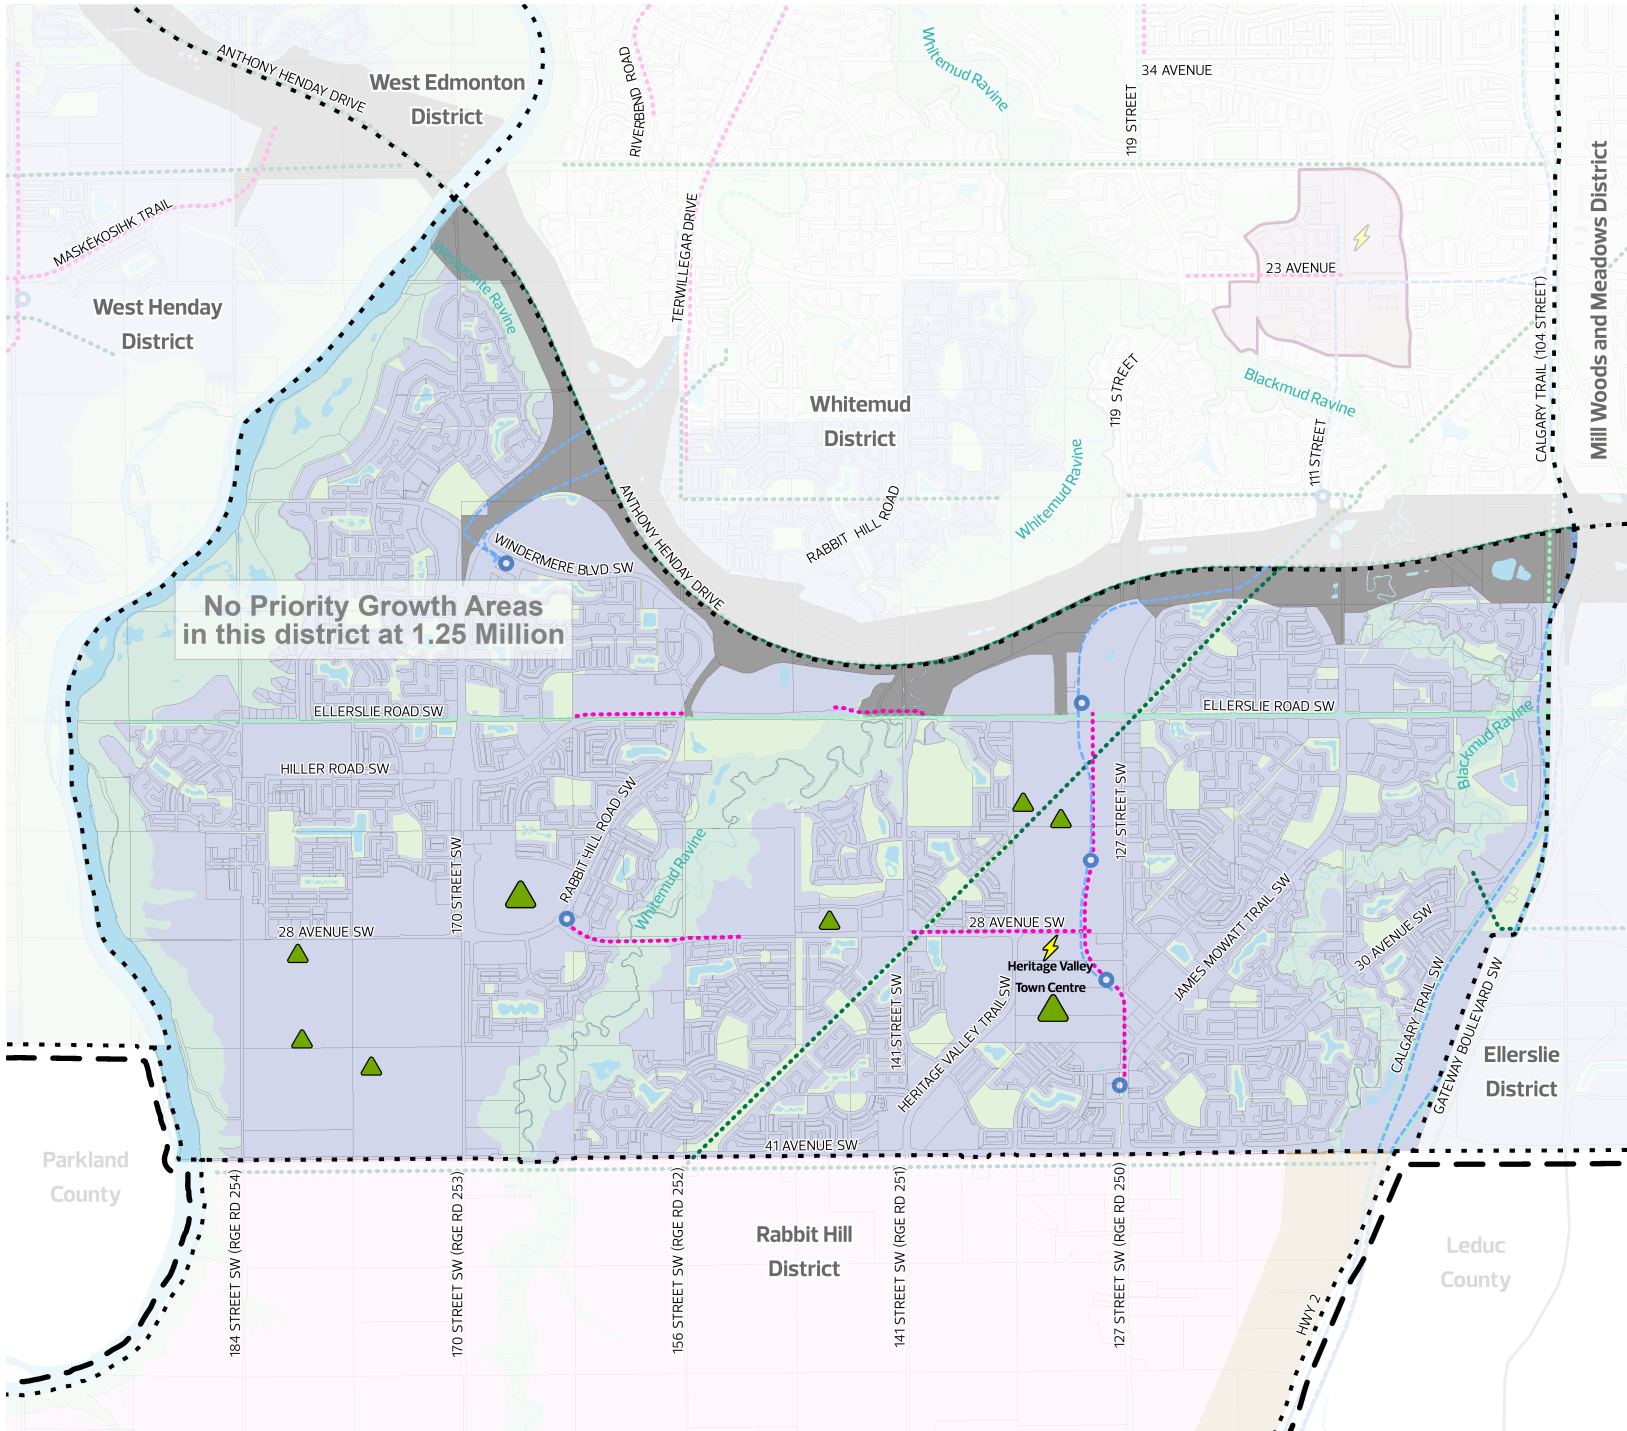 ANTHONY HENDAY DRIVE
West Edmonton
District
RIVERBEND ROAD
Whitemud Ravine
34 AVENUE
119 STREET
Mill Woods and Meadows District
MASKÊKOSIHK TRAIL
West Henday
District
Westpointe Ravine
TERWILLEGAR DRIVE
23 AVENUE
CALGARY TRAIL (104 STREET)
Whitemud
District
119 STREET
Blackmud Ravine
111 STREET
Whitemud Ravine
RABBIT HILL ROAD
ANTHONY HENDAY DRIVE
WINDERMERE BLVD SW
No Priority Growth Areas
in this district at 1.25 Million
ELLERSLIE ROAD SW
ELLERSLIE ROAD SW
Blackmud Ravine
HILLER ROAD SW
RABBIT HILL ROAD SW
127 STREET SW
170 STREET SW
Whitemud Ravine
28 AVENUE SW
28 AVENUE SW
JAMES MOWATT TRAIL SW
30 AVENUE SW
Heritage Valley
Town Centre
141 STREET SW
HERITAGE VALLEY TRAIL SW
CALGARY TRAIL SW
GATEWAY BOULEVARD SW
Ellerslie
District
41 AVENUE SW
Parkland
County
184 STREET SW (RGE RD 254)
170 STREET SW (RGE RD 253)
156 STREET SW (RGE RD 252)
Rabbit Hill
District
141 STREET SW (RGE RD 251)
127 STREET SW (RGE RD 250)
HWY 2
Leduc
County